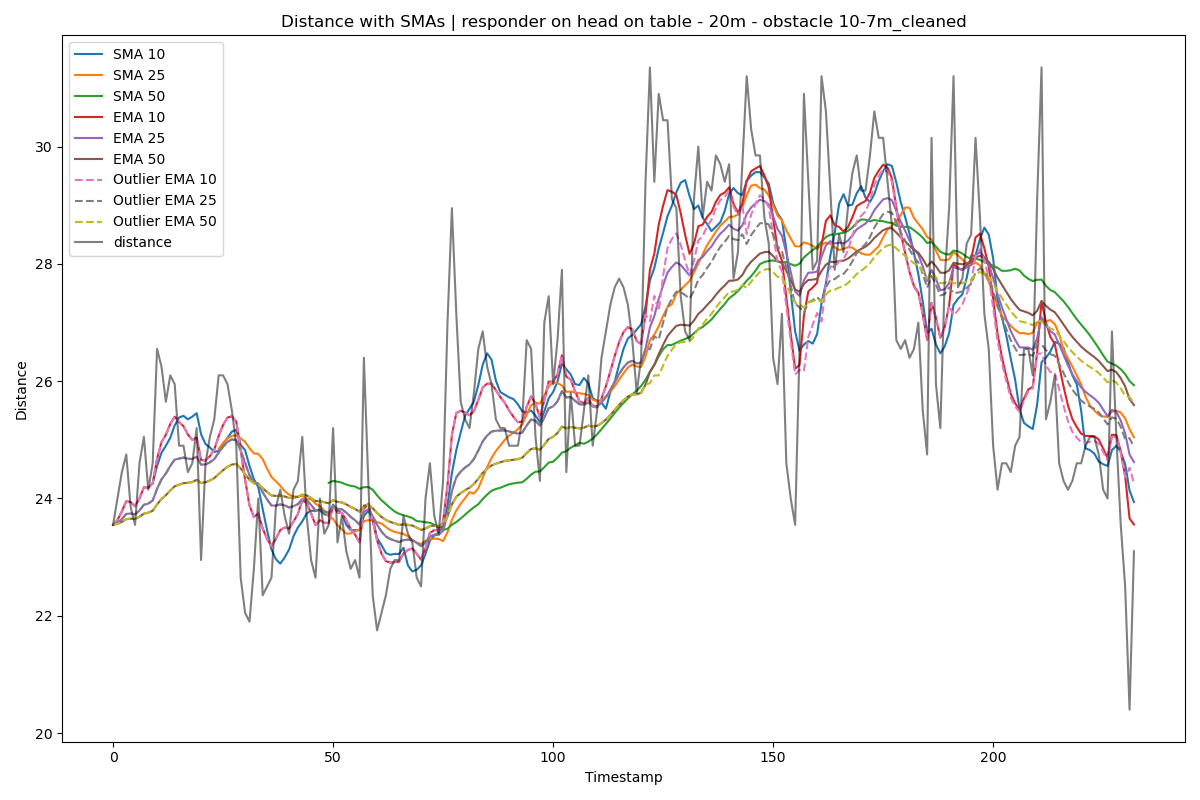 Distance with SMAs | responder on head on table - 20m - obstacle 10-7m_cleaned
SMA 10
SMA 25
SMA 50
EMA 10
EMA 25
EMA 50
Outlier EMA 10
Outlier EMA 25
Outlier EMA 50
distance
Distance
30
28
26
24
22
20
0 50 100 150 200
Timestamp